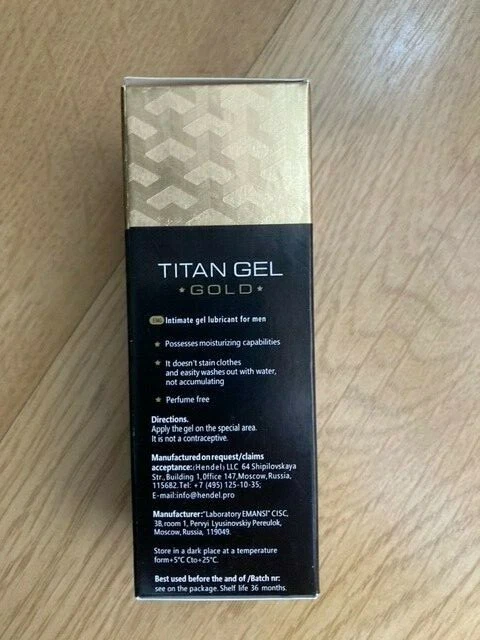 TITAN GEL
GOLD
ENG Intimate gel lubricant for men
Possesses moisturizing capabilities
It doesn't stain clothes
and easity washes out with water,
not accumulating
Perfume free
Directions.
Apply the gel on the special area.
It is not a contraceptive.
Manufactured on request/claims
acceptance:‹Hendel› LLC 64 Shipilovskaya
Str.,Building 1,Office 147,Moscow,Russia,
115682.Tel: +7 (495) 125-10-35,
E-mail:info@hendel.pro
Manufacturer:"Laboratory EMANSI" CJSC,
3B,room 1, Pervyi Lyusinovskiy Pereulok,
Moscow, Russia, 119049.
Store in a dark place at a temperature
form+5°C Cto+25°C.
Best used before the and of /Batch nr:
see on the package. Shelf life 36 months.